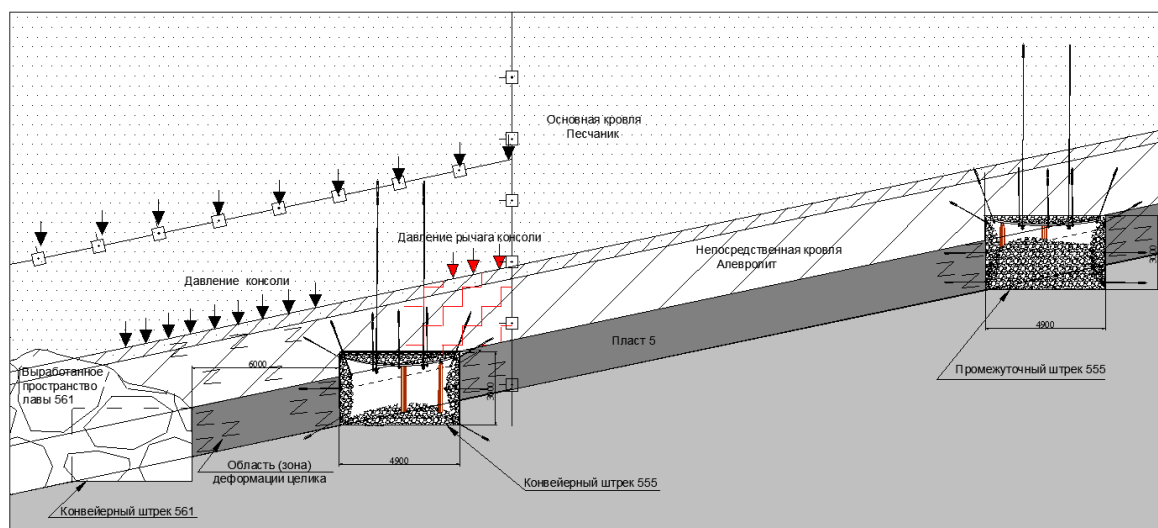 Основная кровля
Песчаник
Давление рычага консоли
Непосредственная кровля
Алевролит
Давление консоли
Выработанное
пространство
лавы 561
6000
Пласт 5
3000
3000
4900
Промежуточный штрек 555
4900
Область (зона)
деформации целика
Конвейерный штрек 555
Конвейерный штрек 561